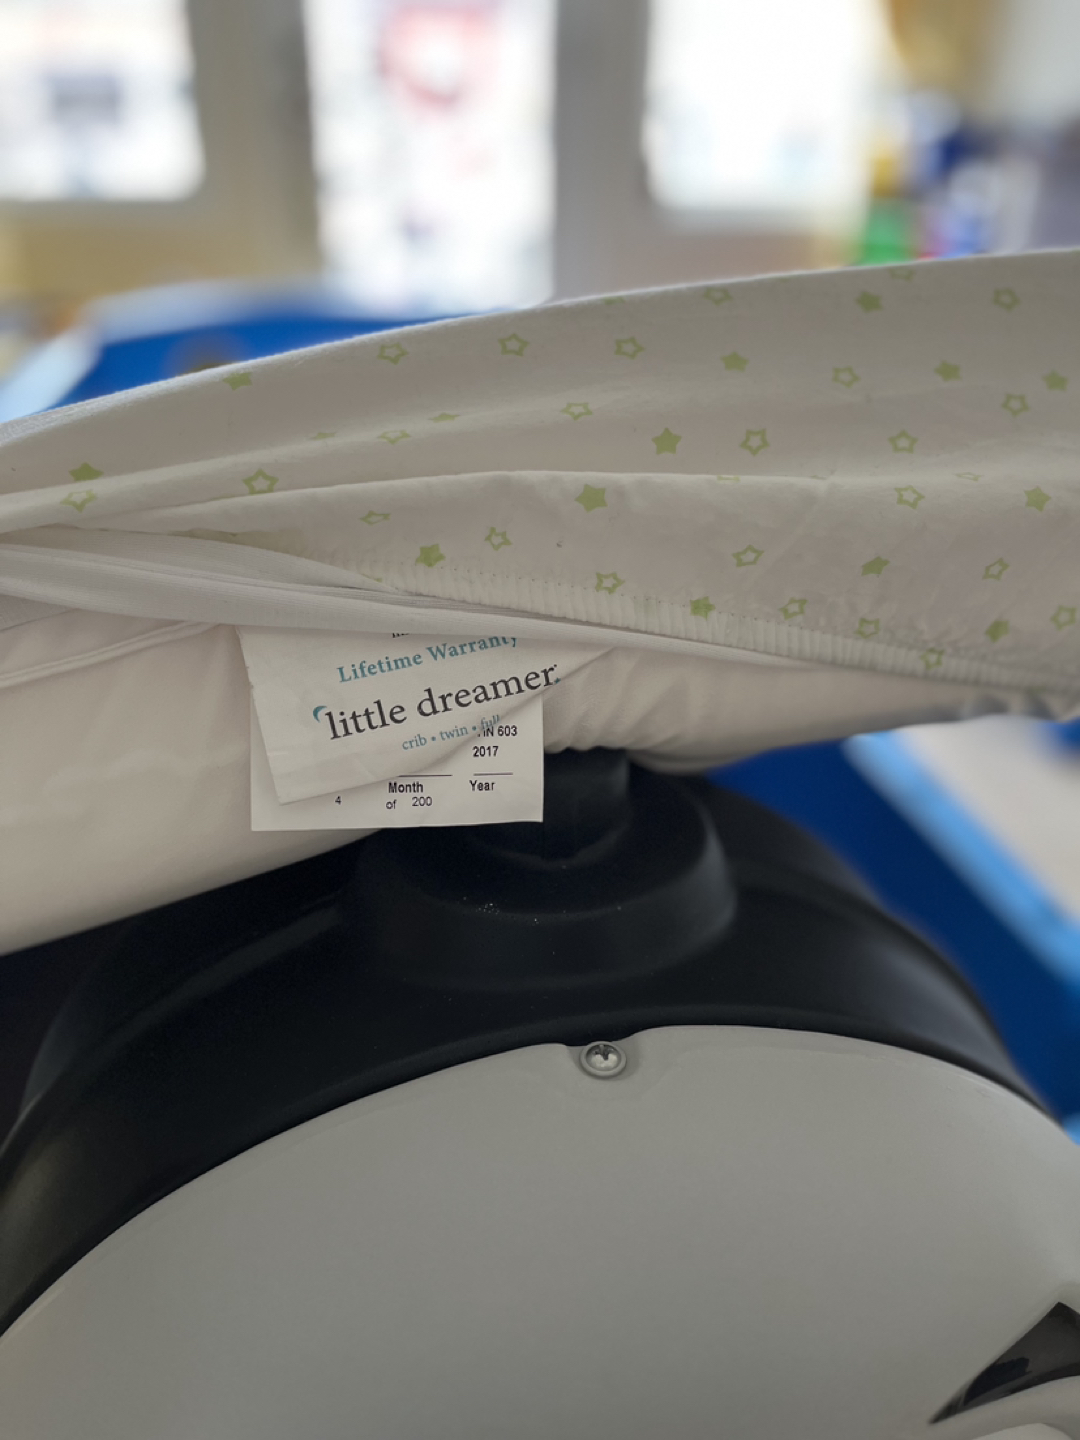 Lifetime Warranty
little dreamer
crib • twin • full
IN 603
2017
Month Year
4 of 200